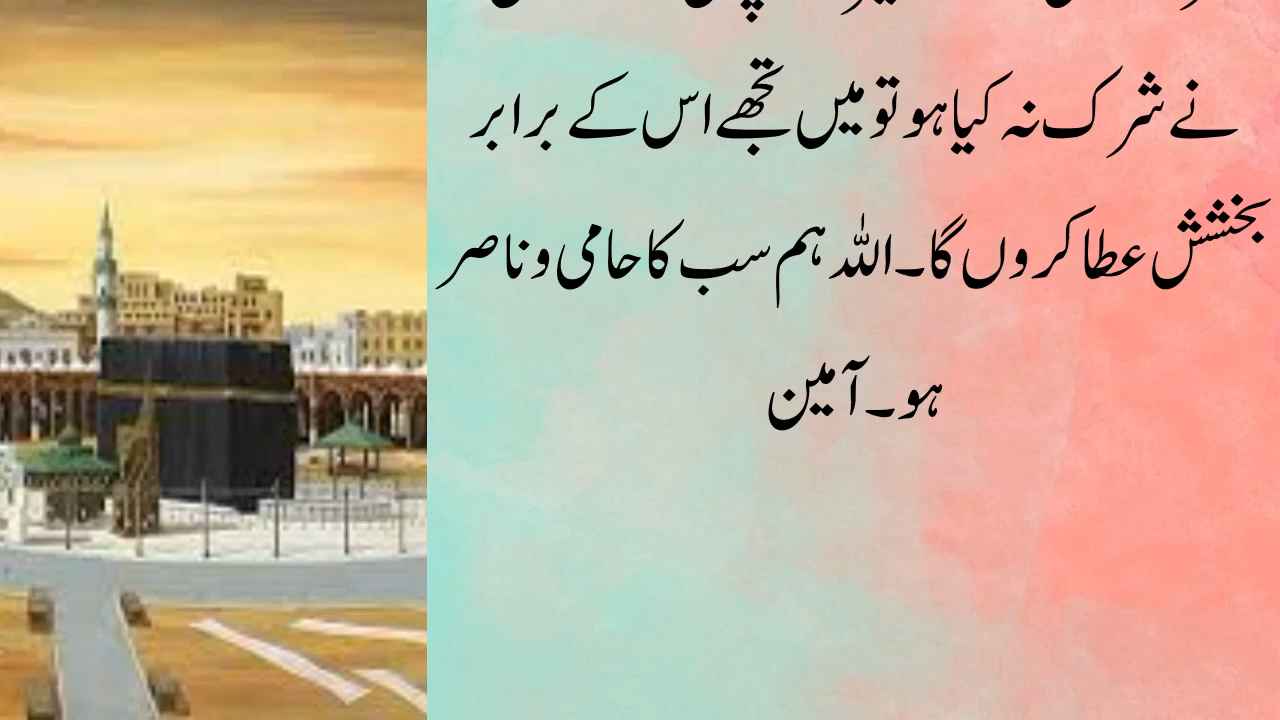 نے شرک نہ کیا ہو تو میں تجھے اس کے برابر
بخشش عطا کروں گا۔ اللہ ہم سب کا حامی و ناصر
ہو۔ آمین